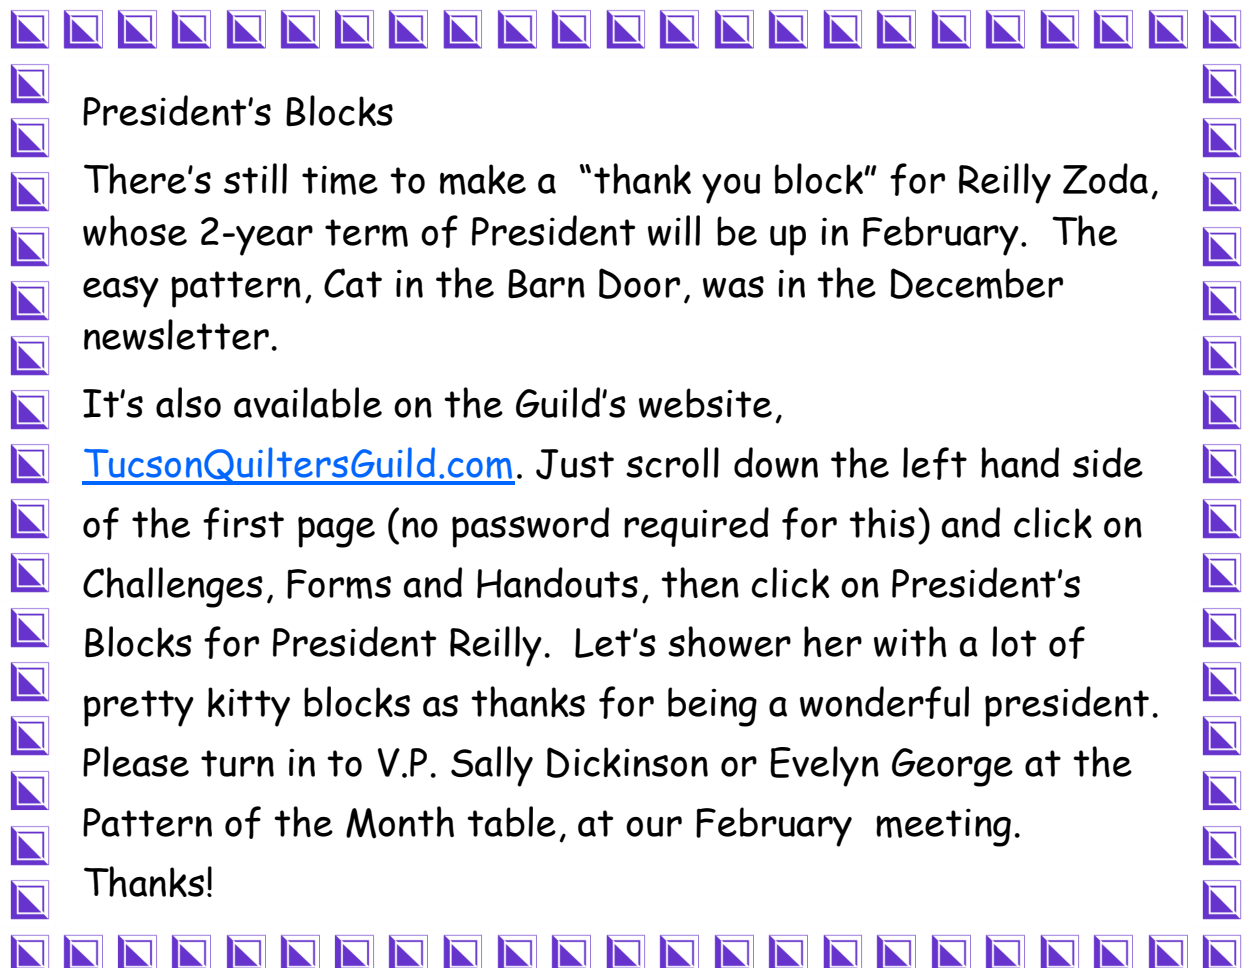 President’s Blocks
There’s still time to make a “thank you block” for Reilly Zoda,
whose 2-year term of President will be up in February. The
easy pattern, Cat in the Barn Door, was in the December
newsletter.
It’s also available on the Guild’s website,
TucsonQuiltersGuild.com. Just scroll down the left hand side
of the first page (no password required for this) and click on
Challenges, Forms and Handouts, then click on President’s
Blocks for President Reilly. Let’s shower her with a lot of
pretty kitty blocks as thanks for being a wonderful president.
Please turn in to V.P. Sally Dickinson or Evelyn George at the
Pattern of the Month table, at our February meeting.
Thanks!